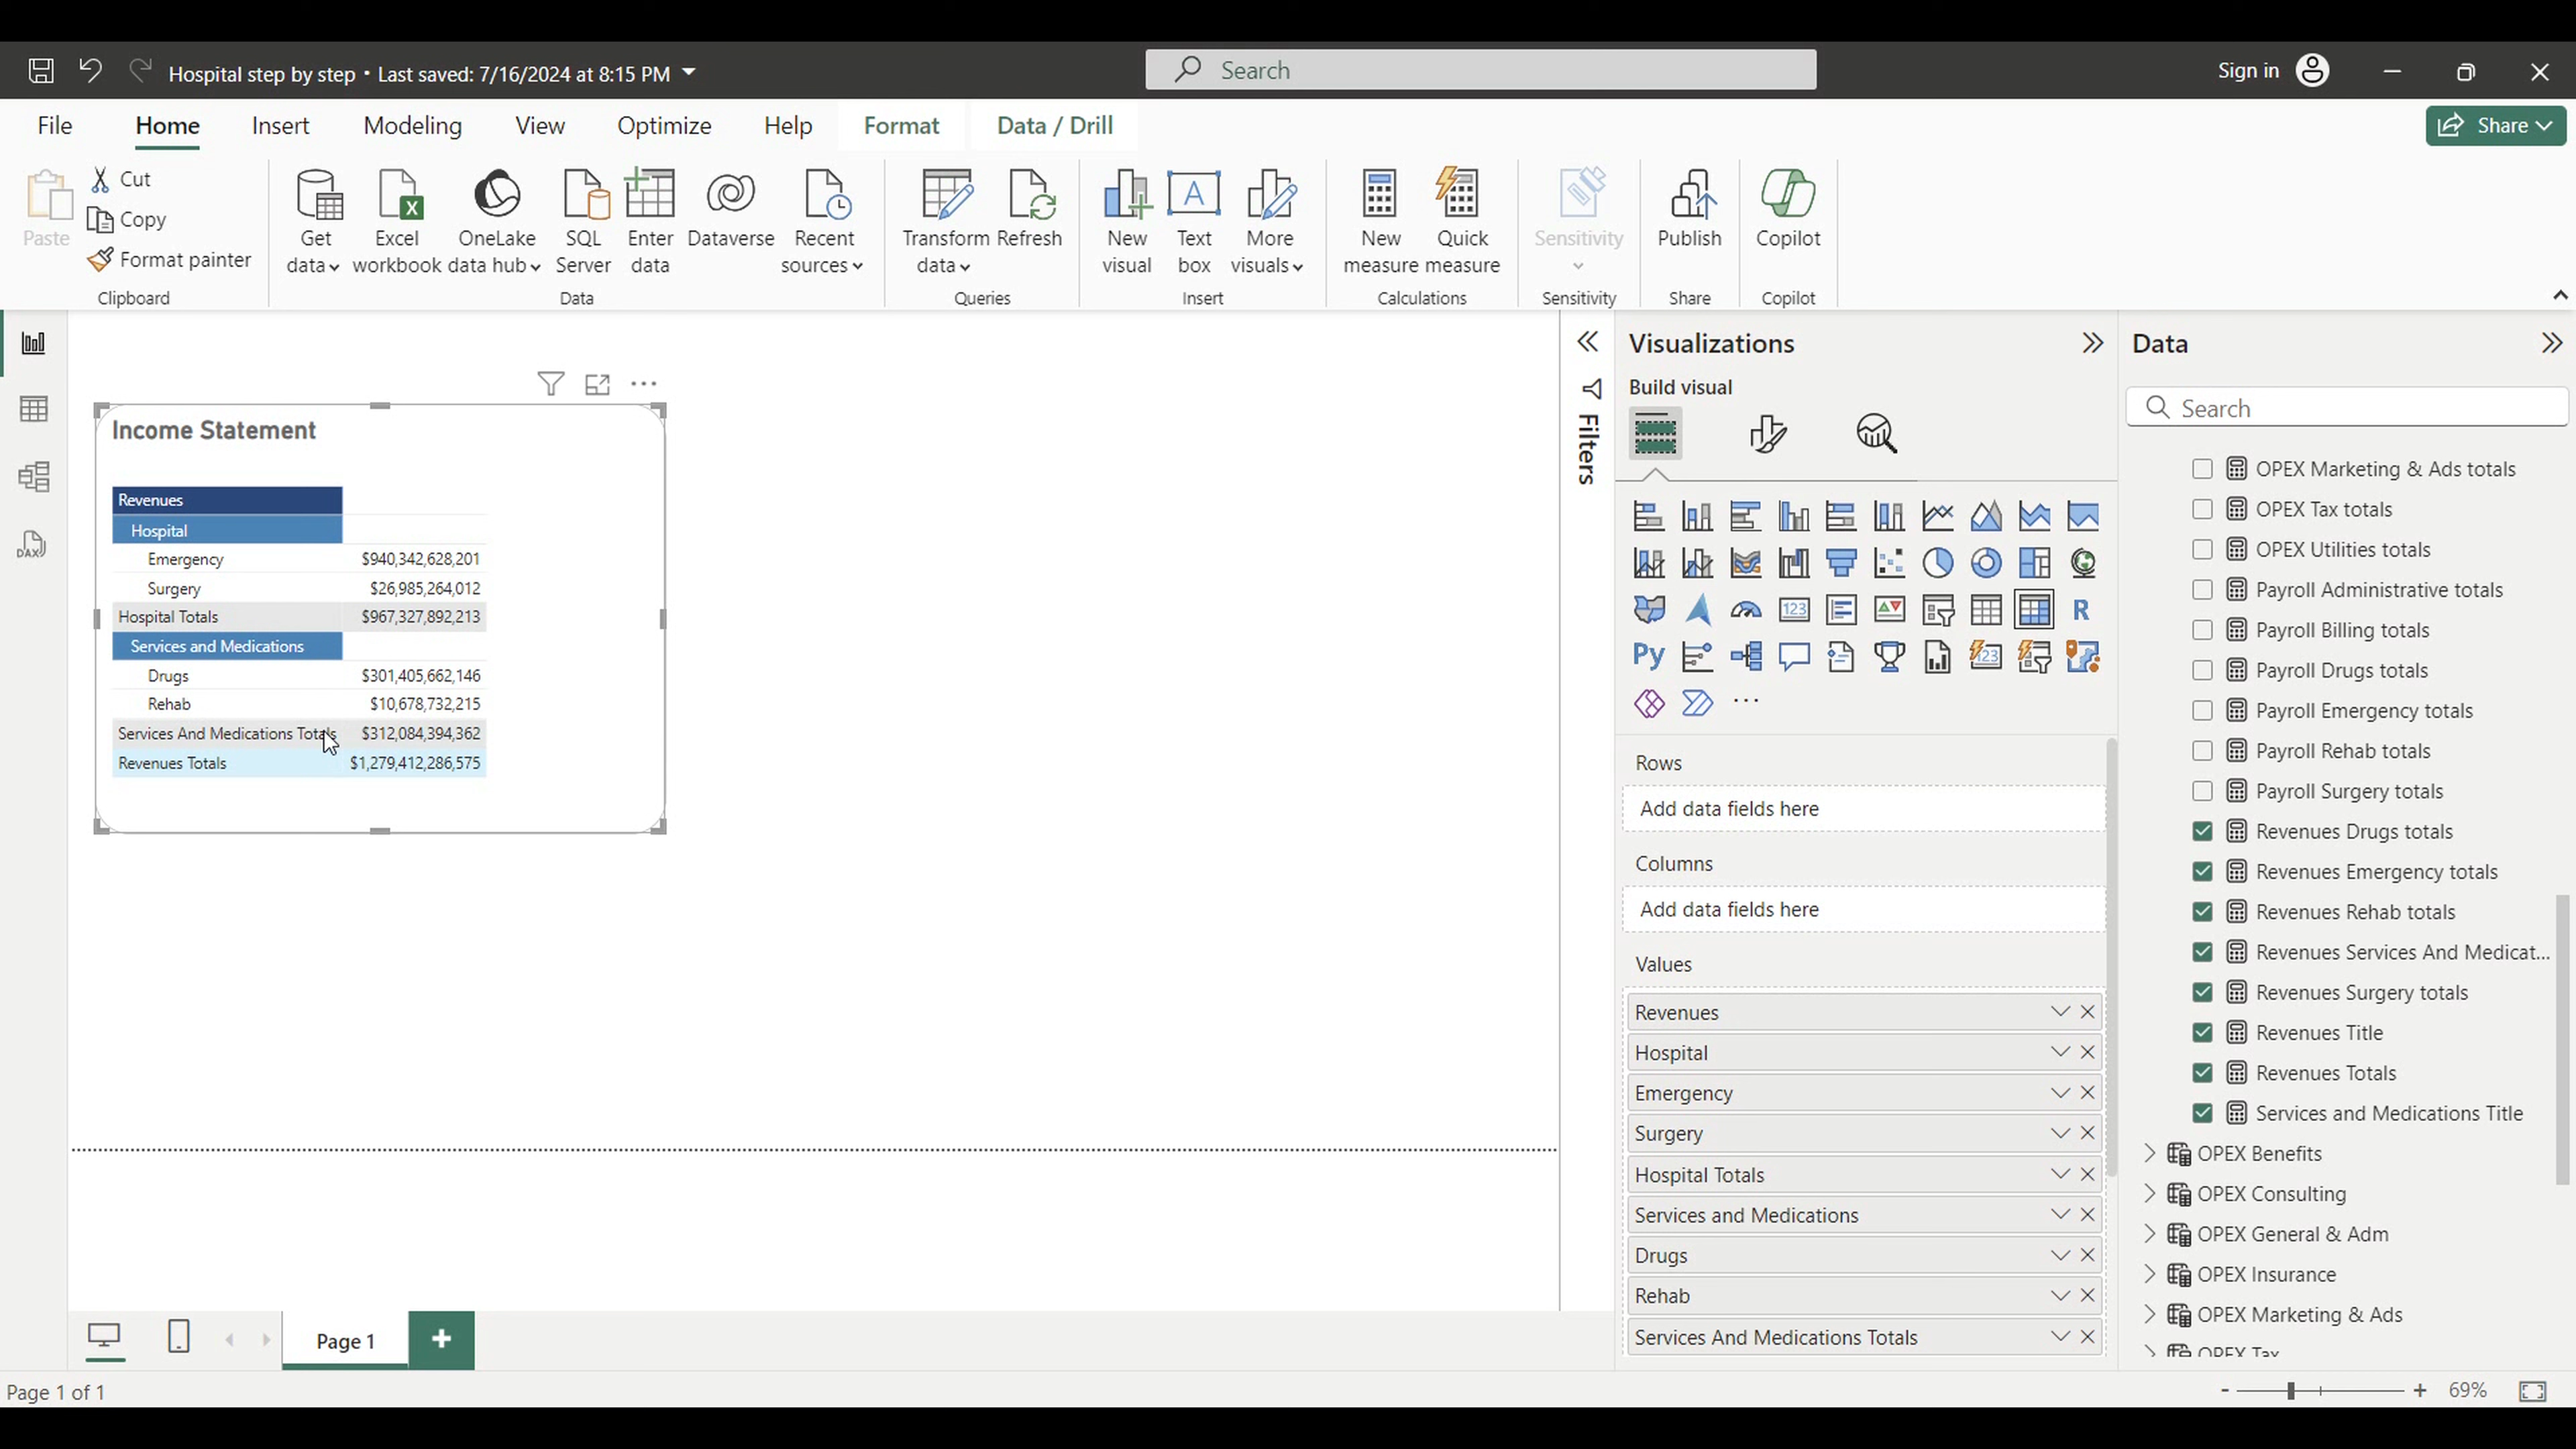 Hospital step by step • Last saved: 7/16/2024 at 8:15 PM
Search
Sign in
File
Home
Insert
Modeling
View
Optimize
Help
Format
Data / Drill
Share
Paste
Cut
Copy
Format painter
Clipboard
Get data
Excel workbook
OneLake data hub
SQL Server
Enter data
Dataverse
Recent sources
Data
Transform data
Refresh
Queries
New visual
Text box
More visuals
Insert
New measure
Quick measure
Calculations
Sensitivity
Sensitivity
Publish
Share
Copilot
Copilot
DAX
Income Statement
Revenues
Hospital
Emergency $940,342,628,201
Surgery $26,985,264,012
Hospital Totals $967,327,892,213
Services and Medications
Drugs $301,405,662,146
Rehab $10,678,732,215
Services And Medications Totals $312,084,394,362
Revenues Totals $1,279,412,286,575
Filters
Visualizations
Build visual
123
R
Py
123
Rows
Add data fields here
Columns
Add data fields here
Values
Revenues
Hospital
Emergency
Surgery
Hospital Totals
Services and Medications
Drugs
Rehab
Services And Medications Totals
Data
Search
OPEX Marketing & Ads totals
OPEX Tax totals
OPEX Utilities totals
Payroll Administrative totals
Payroll Billing totals
Payroll Drugs totals
Payroll Emergency totals
Payroll Rehab totals
Payroll Surgery totals
Revenues Drugs totals
Revenues Emergency totals
Revenues Rehab totals
Revenues Services And Medicat...
Revenues Surgery totals
Revenues Title
Revenues Totals
Services and Medications Title
OPEX Benefits
OPEX Consulting
OPEX General & Adm
OPEX Insurance
OPEX Marketing & Ads
OPEX Tax
Page 1
Page 1 of 1
- + 69%